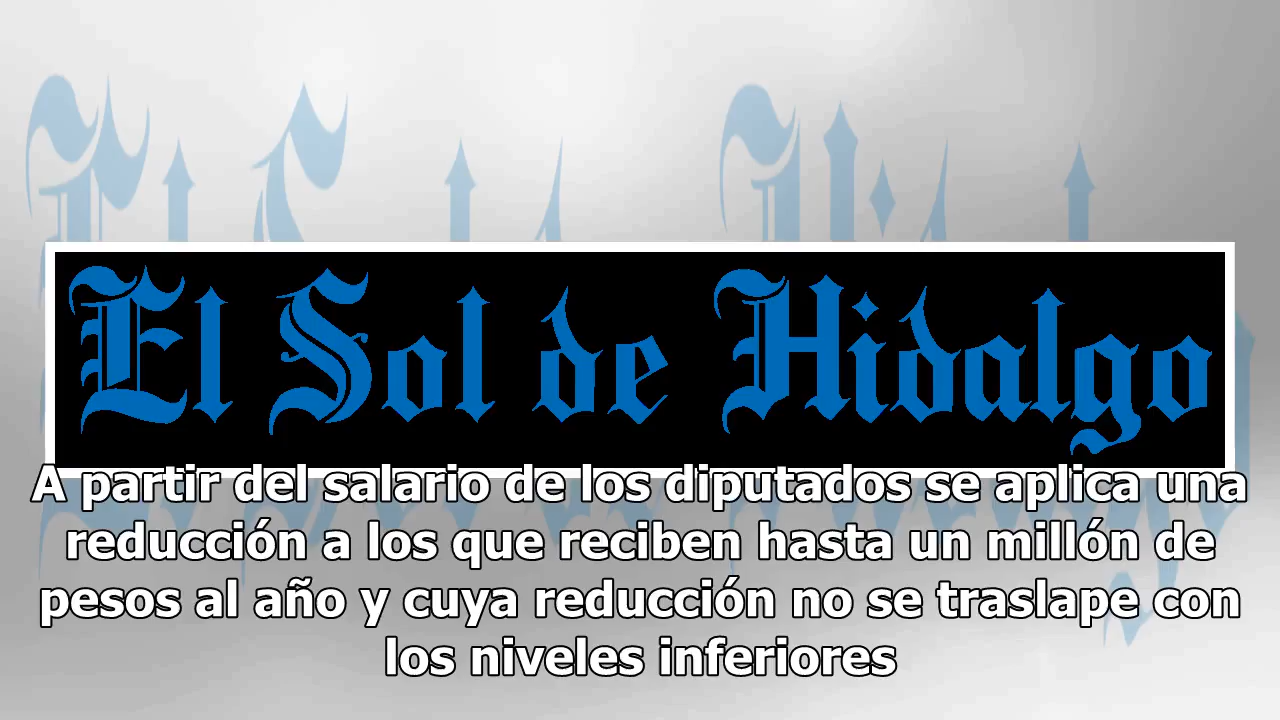 El Sol de Hidalgo
A partir del salario de los diputados se aplica una
reducción a los que reciben hasta un millón de
pesos al año y cuya reducción no se traslape con
los niveles inferiores